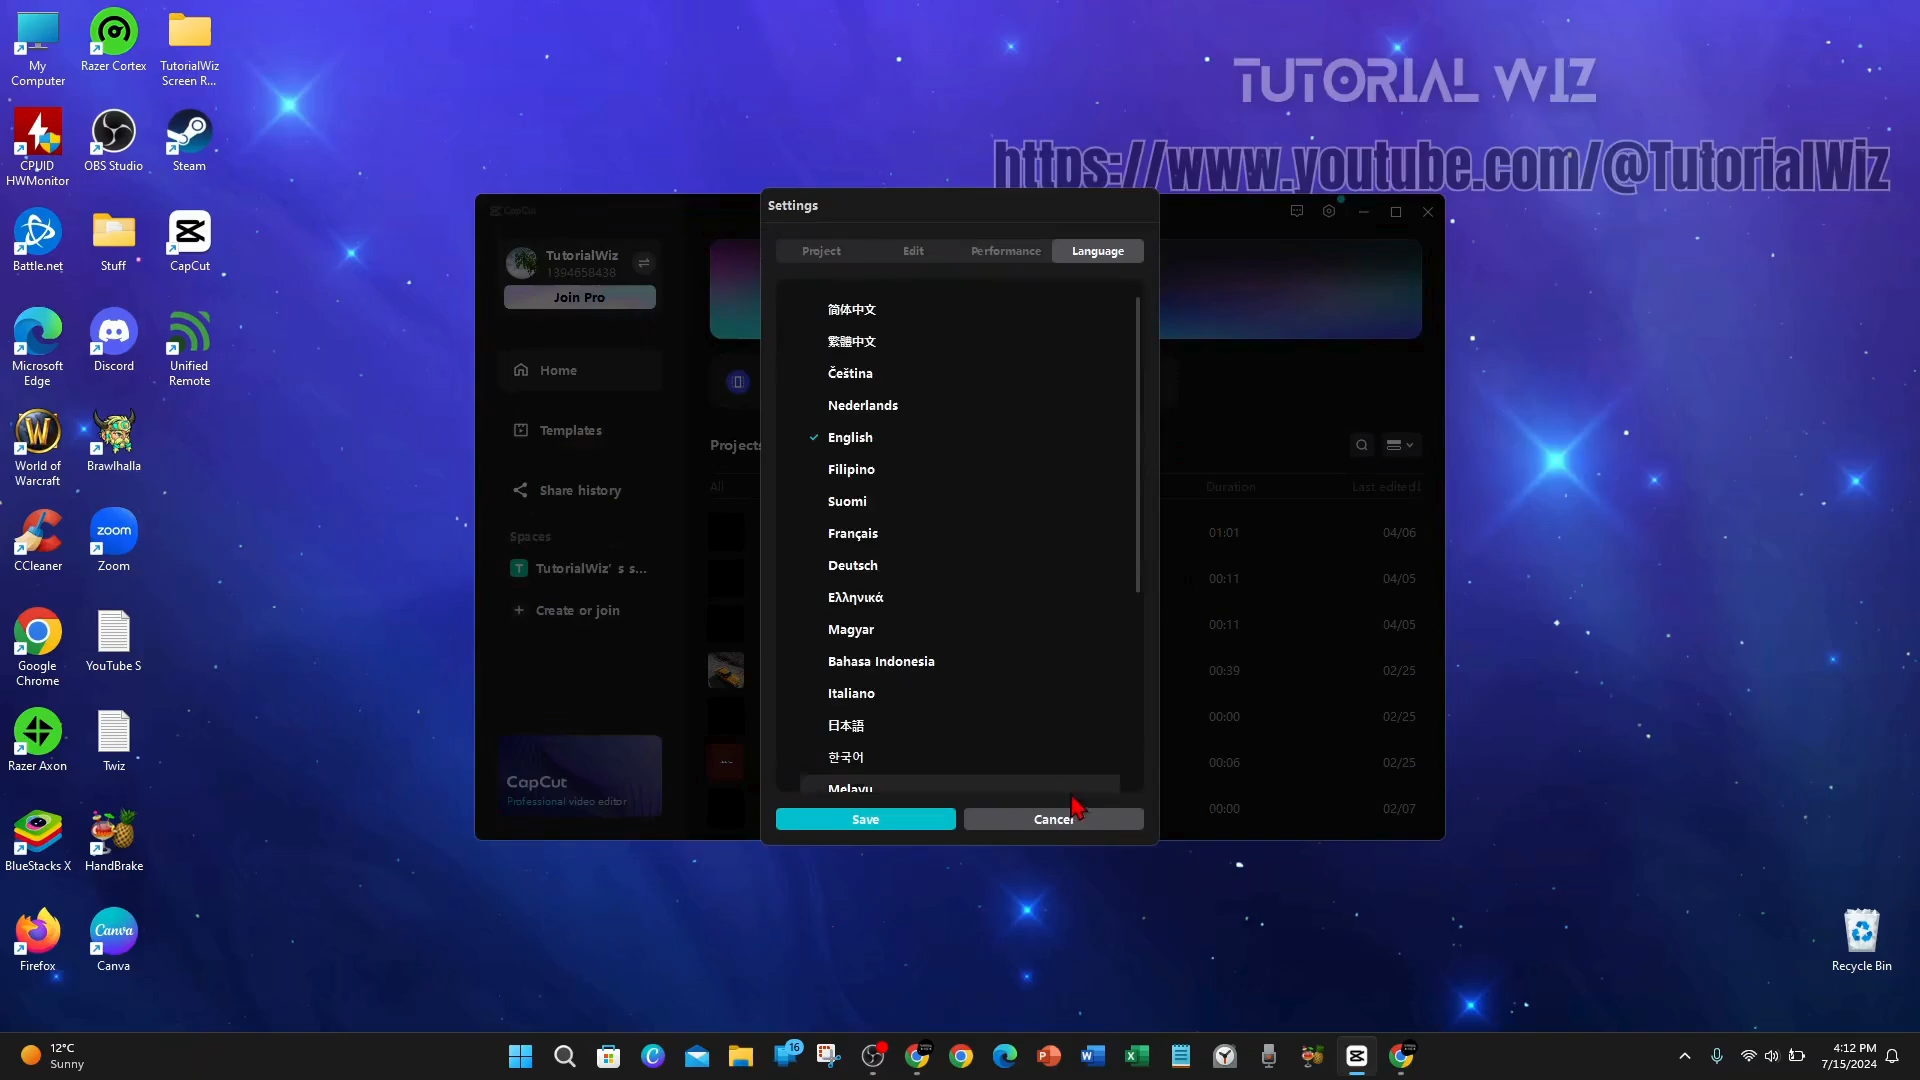 My
Computer
Razer Cortex
TutorialWiz
Screen R...
CPUID
HWMonitor
OBS Studio
Steam
Battle.net
Stuff
CapCut
Microsoft
Edge
Discord
Unified
Remote
World of
Warcraft
Brawlhalla
CCleaner
zoom
Zoom
Google
Chrome
YouTube S
Razer Axon
Twiz
BlueStacks X
HandBrake
Firefox
Canva
Canva
TUTORIAL WIZ
https://www.youtube.com/@TutorialWiz
CapCut
TutorialWiz
1394658438
Join Pro
Home
Templates
Share history
Spaces
T TutorialWiz's s...
+ Create or join
CapCut
Professional video editor
Projects
All
Settings
Project Edit Performance Language
简体中文
繁體中文
Čeština
Nederlands
English
Filipino
Suomi
Français
Deutsch
Ελληνικά
Magyar
Bahasa Indonesia
Italiano
日本語
한국어
Melayu
Save Cancel
Duration Last edited
01:01 04/06
00:11 04/05
00:11 04/05
00:39 02/25
00:00 02/25
00:06 02/25
00:00 02/07
Recycle Bin
12°C
Sunny
16
4:12 PM
7/15/2024